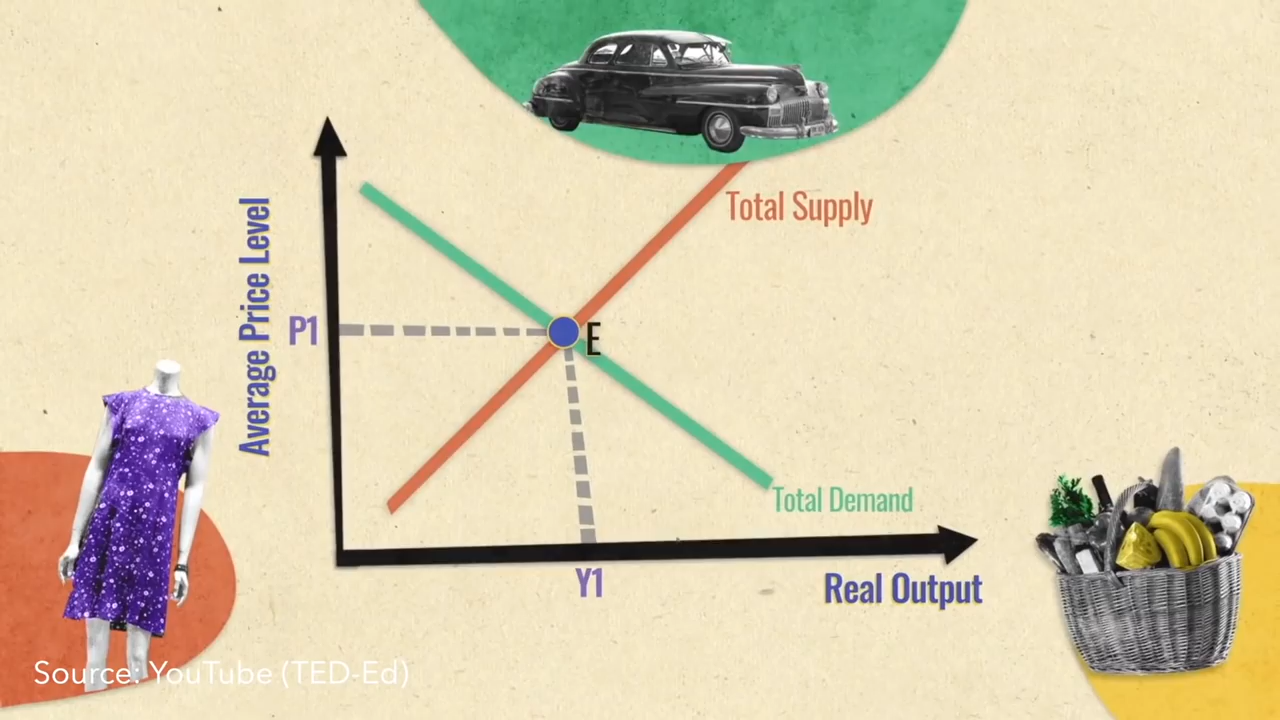 Total Supply
Average Price Level
P1
E
Total Demand
Y1
Real Output
Source: YouTube (TED-Ed)